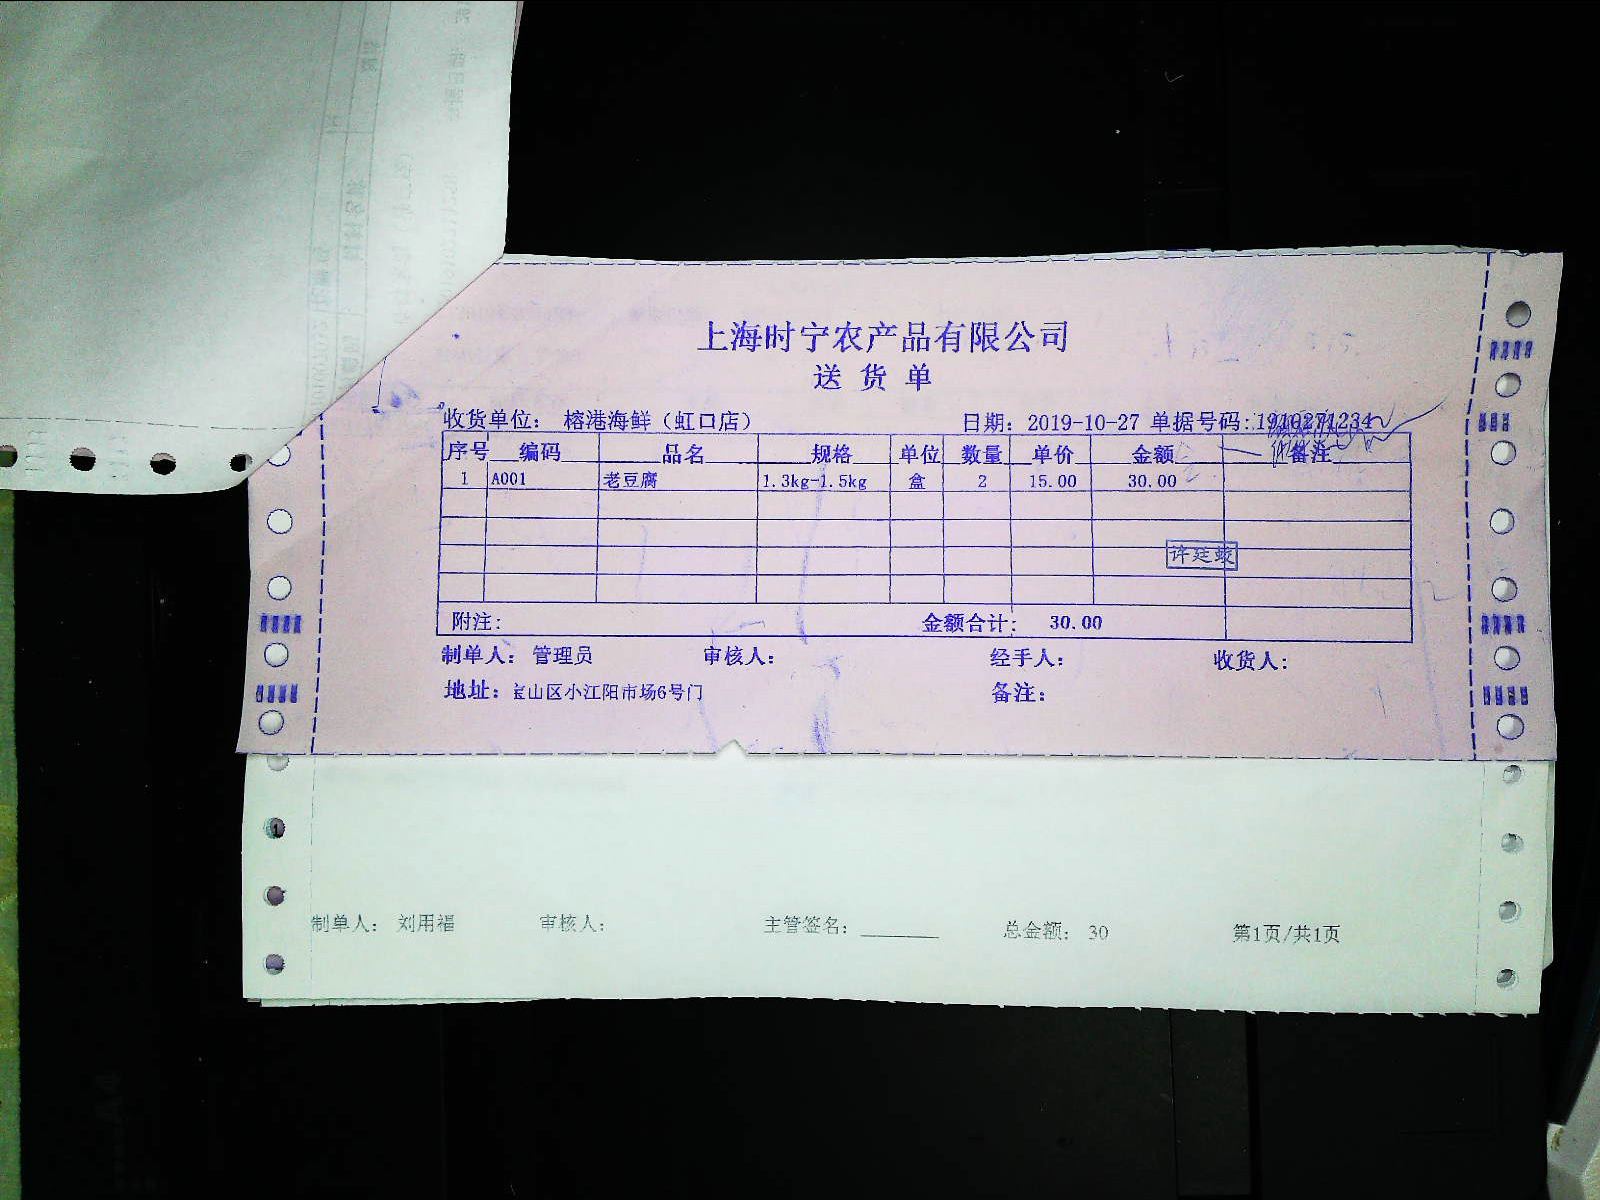 上海时宁农产品有限公司
送 货 单
收货单位： 榕港海鲜（虹口店） 日期：2019-10-27 单据号码:1910271234
序号 编码 品名 规格 单位 数量 单价 金额 备注
1 A001 老豆腐 1.3kg-1.5kg 盒 2 15.00 30.00
许廷蛟
附注： 金额合计： 30.00
制单人： 管理员 审核人： 经手人： 收货人：
地址：宝山区小江阳市场6号门 备注：
制单人： 刘用福 审核人： 主管签名：______ 总金额： 30 第1页/共1页